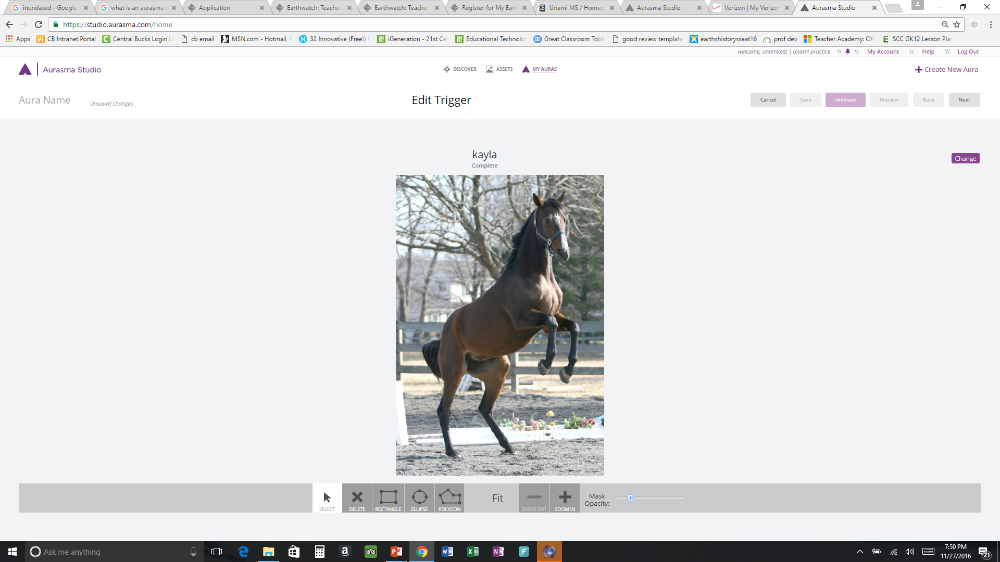 inundated - Google
what is an aurasma
Application
Earthwatch: Teacher
Earthwatch: Teacher
Register for My Eart
Unami MS / Homep
Aurasma Studio
Verizon | My Verizon
Aurasma Studio
https://studio.aurasma.com/home
Apps
CB Intranet Portal
Central Bucks Login L
cb email
MSN.com - Hotmail,
32 Innovative (Free!)
iGeneration - 21st Cen
Educational Technolog
Great Classroom Tools
good review template
earthshistorysseat16
prof dev
Teacher Academy: Off
SCC GK12 Lesson Plan
welcome, unamitest | unami practice \\ \\ My Account \\ Help \\ Log Out
Aurasma Studio
DISCOVER
ASSETS
MY AURAS
Create New Aura
Aura Name
Unsaved changes
Edit Trigger
Cancel
Save
Unshare
Preview
Back
Next
kayla
Complete
Change
SELECT
DELETE
RECTANGLE
ELLIPSE
POLYGON
Fit
ZOOM OUT
ZOOM IN
Mask
Opacity:
Ask me anything
7:50 PM
11/27/2016
21